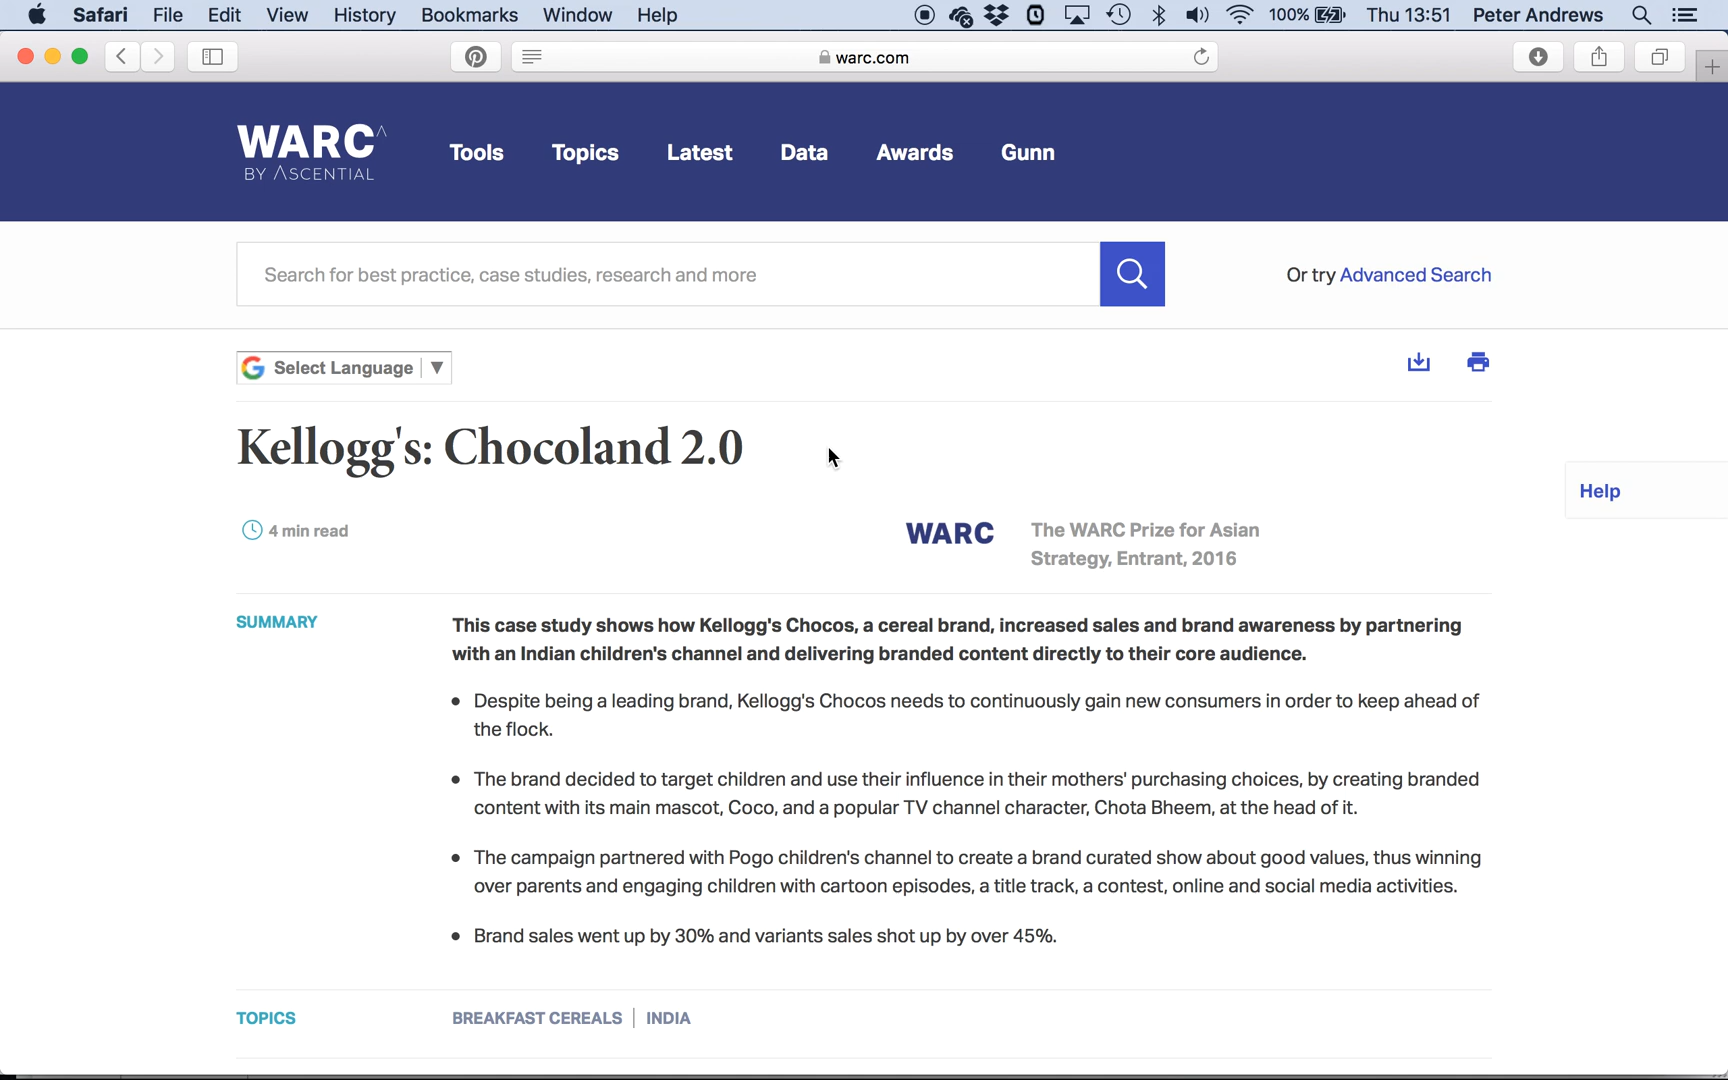 Safari File Edit View History Bookmarks Window Help 100% Thu 13:51 Peter Andrews
warc.com
WARC
BY ASCENTIAL
Tools Topics Latest Data Awards Gunn
Search for best practice, case studies, research and more
Or try Advanced Search
Select Language ▼
Kellogg's: Chocoland 2.0
Help
4 min read
WARC
The WARC Prize for Asian
Strategy, Entrant, 2016
SUMMARY
This case study shows how Kellogg's Chocos, a cereal brand, increased sales and brand awareness by partnering
with an Indian children's channel and delivering branded content directly to their core audience.
• Despite being a leading brand, Kellogg's Chocos needs to continuously gain new consumers in order to keep ahead of
the flock.
• The brand decided to target children and use their influence in their mothers' purchasing choices, by creating branded
content with its main mascot, Coco, and a popular TV channel character, Chota Bheem, at the head of it.
• The campaign partnered with Pogo children's channel to create a brand curated show about good values, thus winning
over parents and engaging children with cartoon episodes, a title track, a contest, online and social media activities.
• Brand sales went up by 30% and variants sales shot up by over 45%.
TOPICS
BREAKFAST CEREALS | INDIA